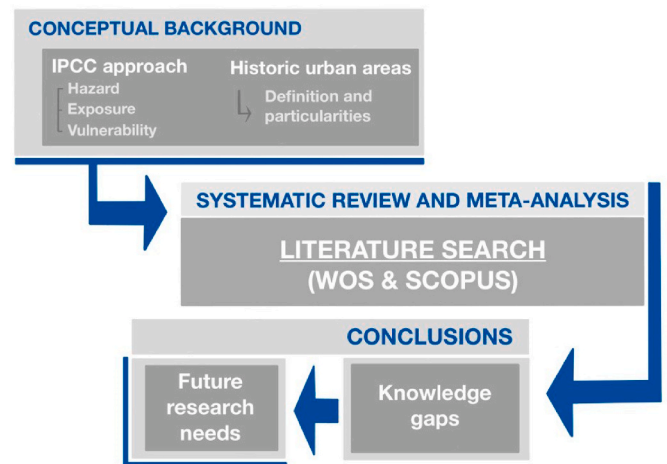 CONCEPTUAL BACKGROUND
IPCC approach
Hazard
Exposure
Vulnerability
Historic urban areas
Definition and
particularities
SYSTEMATIC REVIEW AND META-ANALYSIS
LITERATURE SEARCH
(WOS & SCOPUS)
CONCLUSIONS
Future
research
needs
Knowledge
gaps